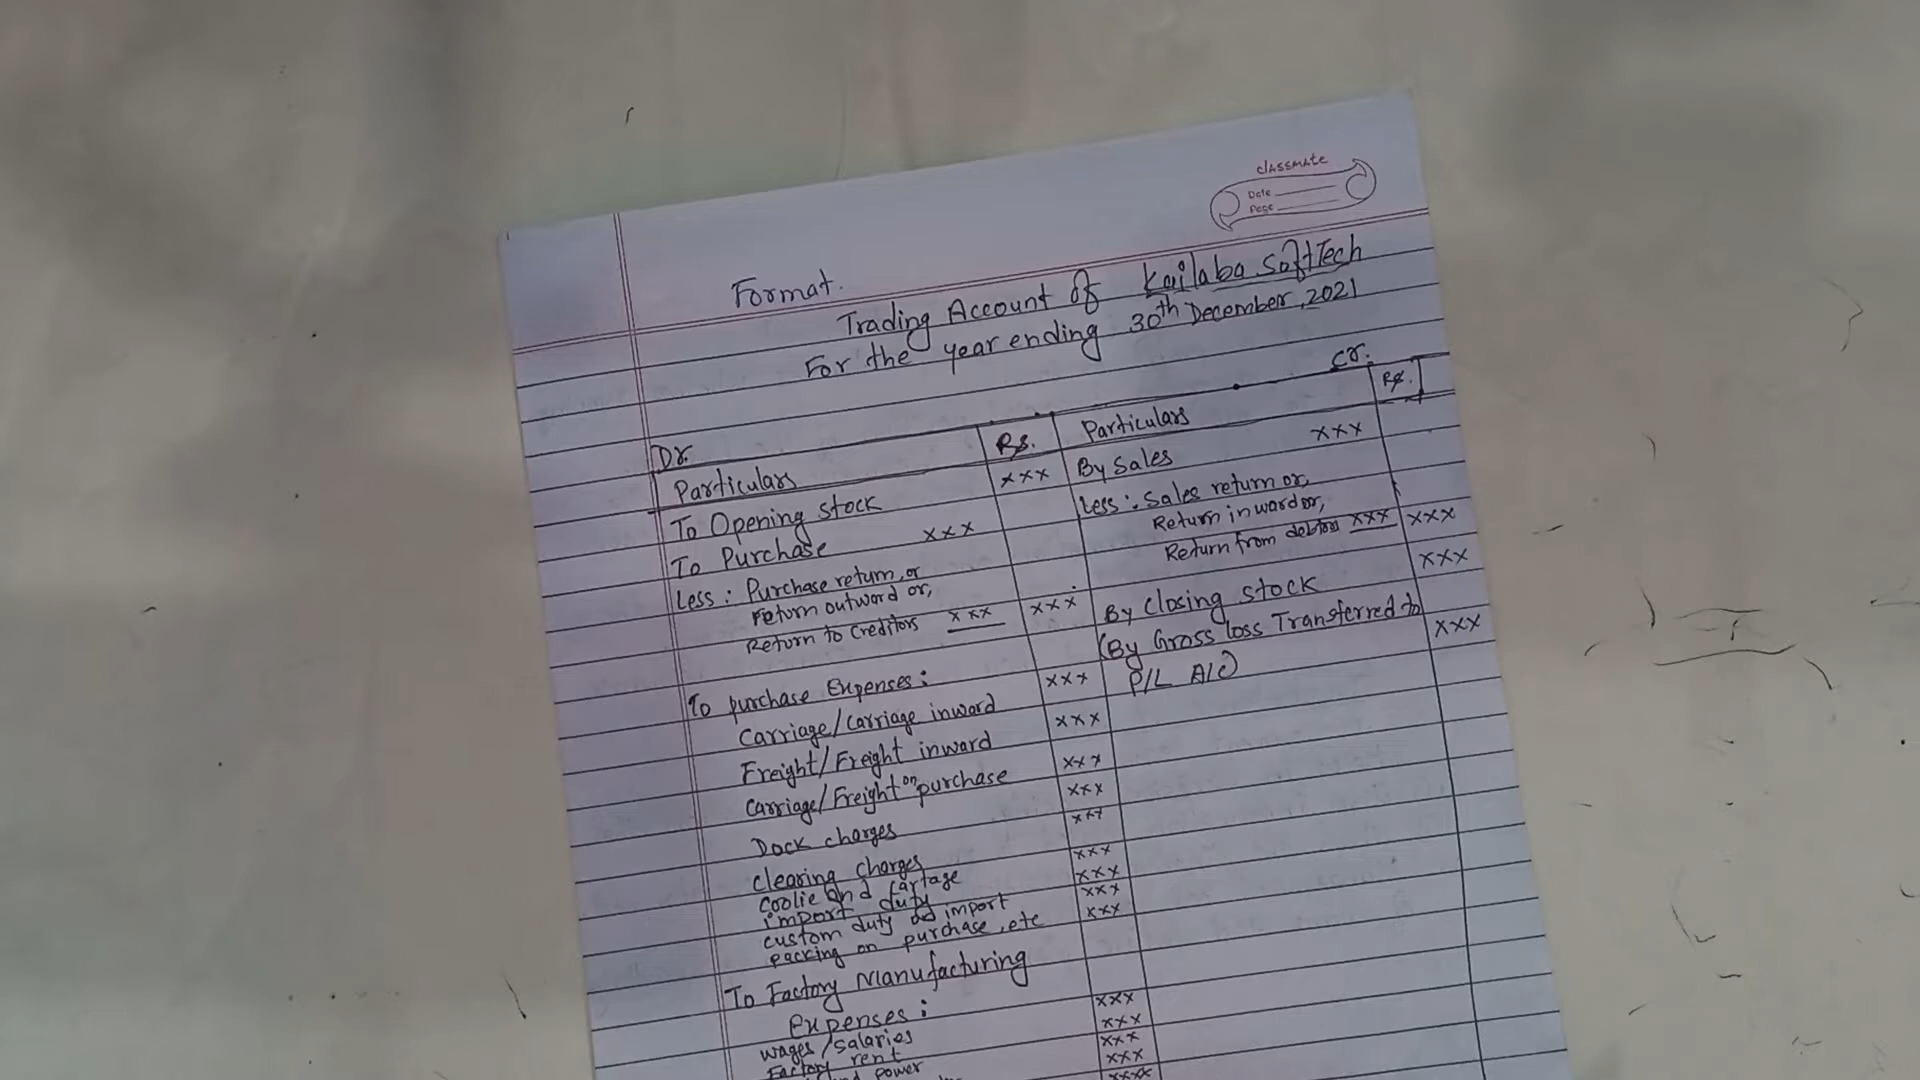 classmate
Date
Page
Format.
Trading Account of Kailaba SoftTech
For the year ending 30th December, 2021
Dr.
Cr.
Particulars
Rs.
Particulars
Rs.
To Opening stock
xxx
To Purchase
xxx
Less: Purchase return, or
return outward or,
Return to Creditors xxx
xxx
To purchase Expenses:
Carriage/Carriage inward
xxx
Freight/Freight inward
xxx
Carriage/Freight on purchase
xxx
Dock charges
xxx
clearing charges
xxx
coolie and cartage
xxx
import duty
xxx
custom duty on import
xxx
packing on purchase, etc
xxx
To Factory Manufacturing
Expenses:
wages/salaries
xxx
Factory rent
xxx
power
xxx
xxx
xxxx
By Sales
xxx
Less: Sales return or,
Return inward or,
Return from debtors xxx
xxx
By Closing stock
xxx
(By Gross loss Transferred to
P/L A/C)
xxx